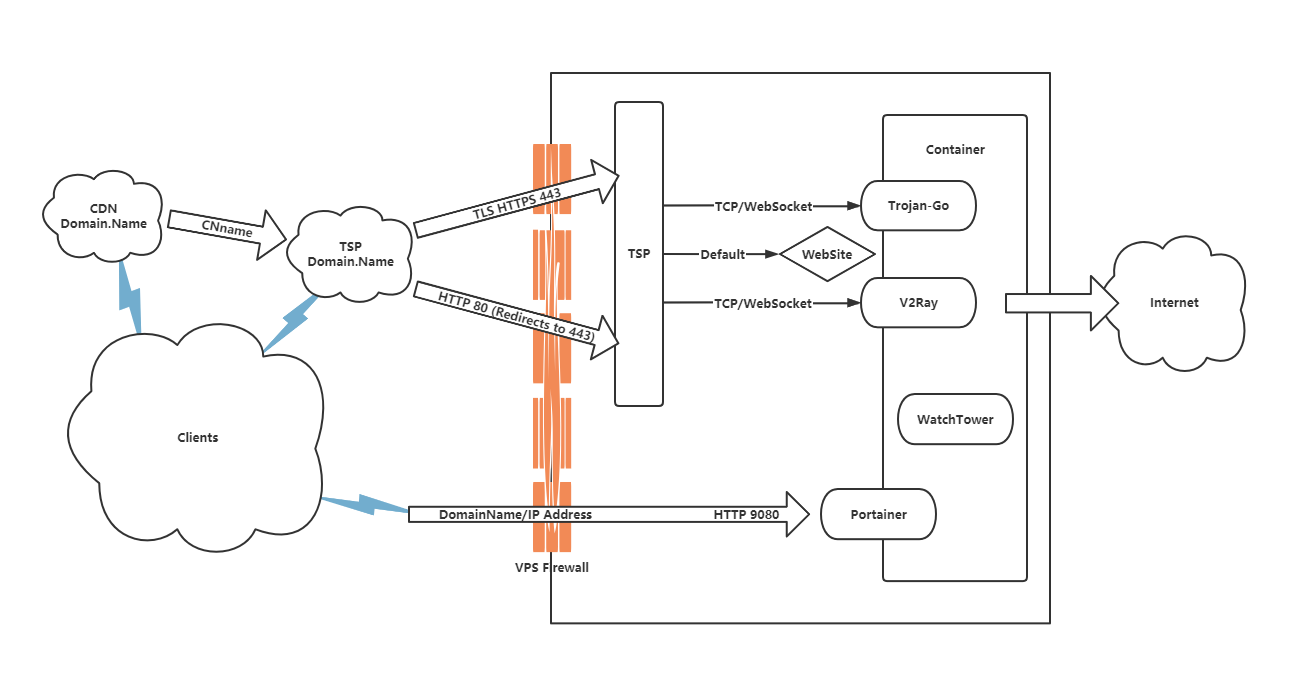 Container
CDN
Domain.Name
CNname
TSP
Domain.Name
TLS HTTPS 443
HTTP 80 (Redirects to 443)
TSP
TCP/WebSocket
Trojan-Go
Default
WebSite
TCP/WebSocket
V2Ray
Internet
Clients
WatchTower
DomainName/IP Address
HTTP 9080
Portainer
VPS Firewall